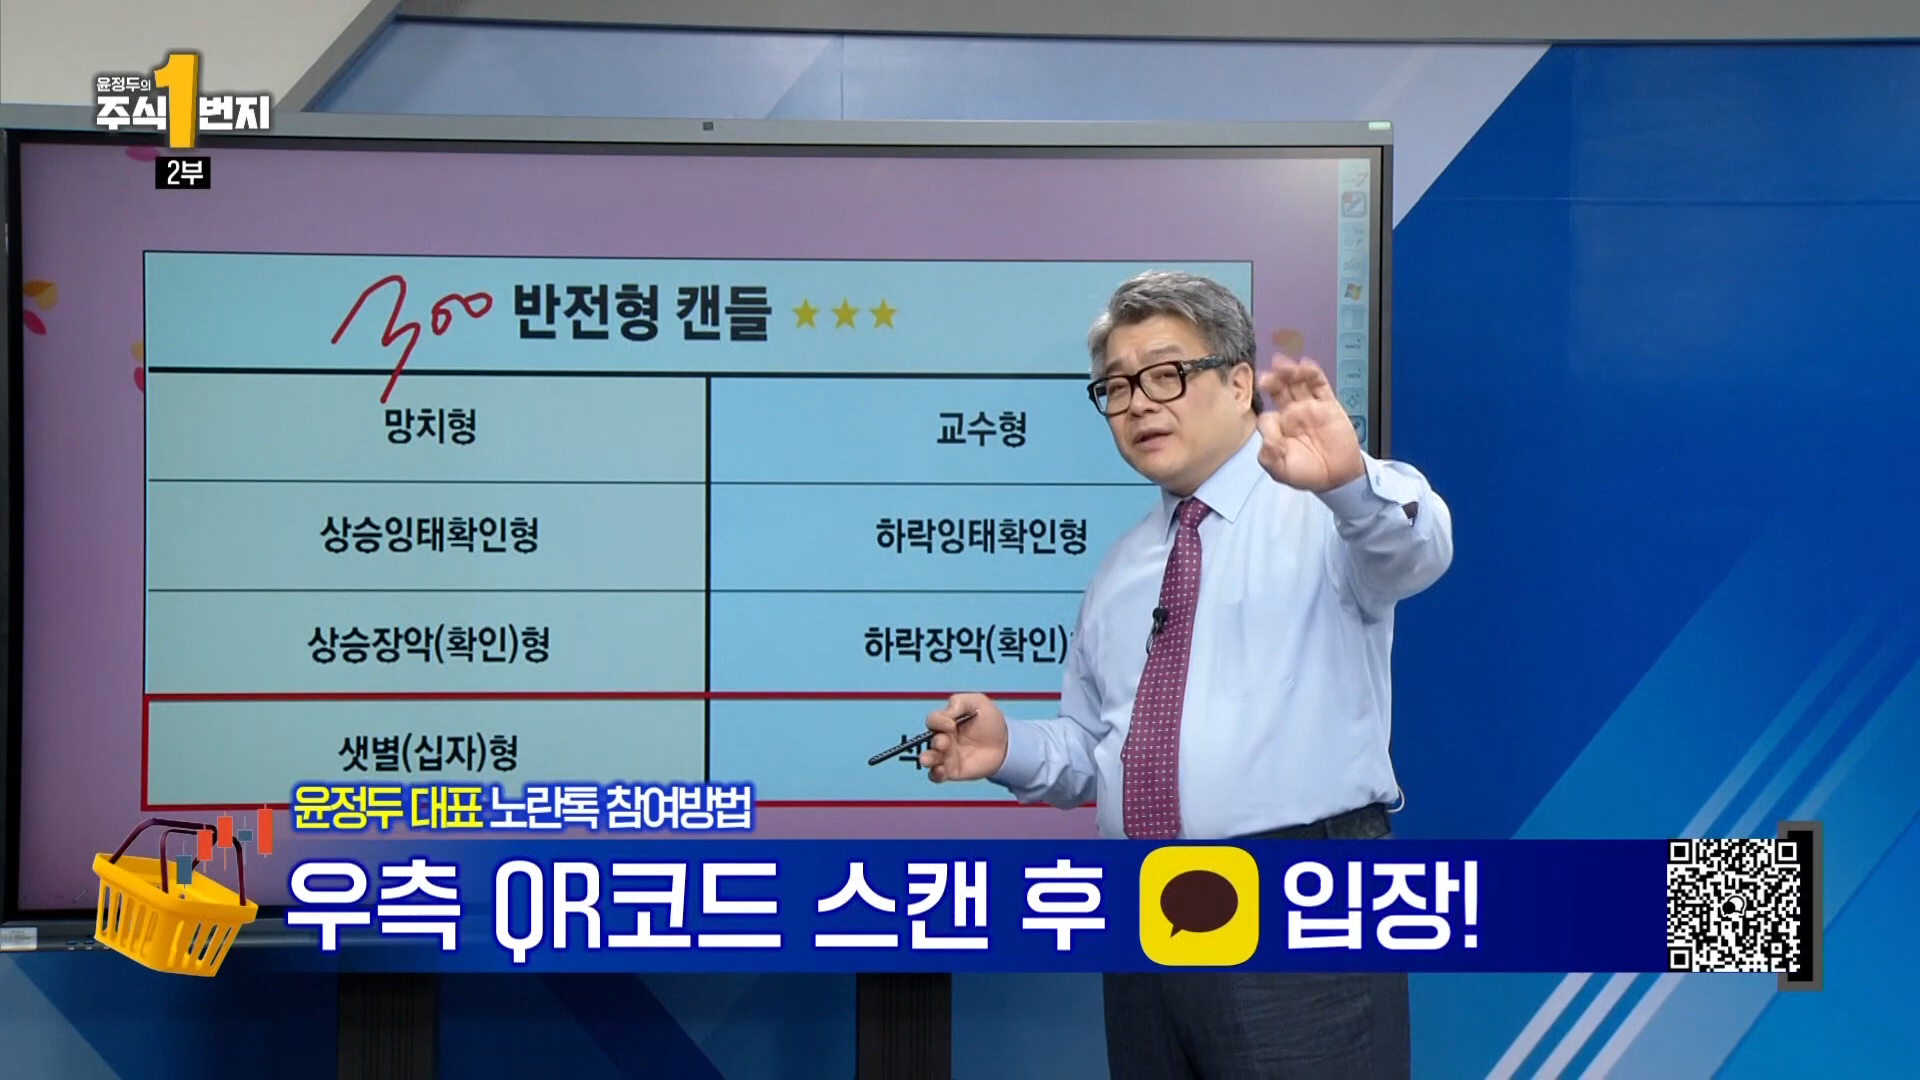 윤정두의
주식1번지
2부
300 반전형 캔들 ★★★
망치형 교수형
상승잉태확인형 하락잉태확인형
상승장악(확인)형 하락장악(확인)
샛별(십자)형
윤정두 대표 노란톡 참여방법
우측 QR코드 스캔 후 입장!